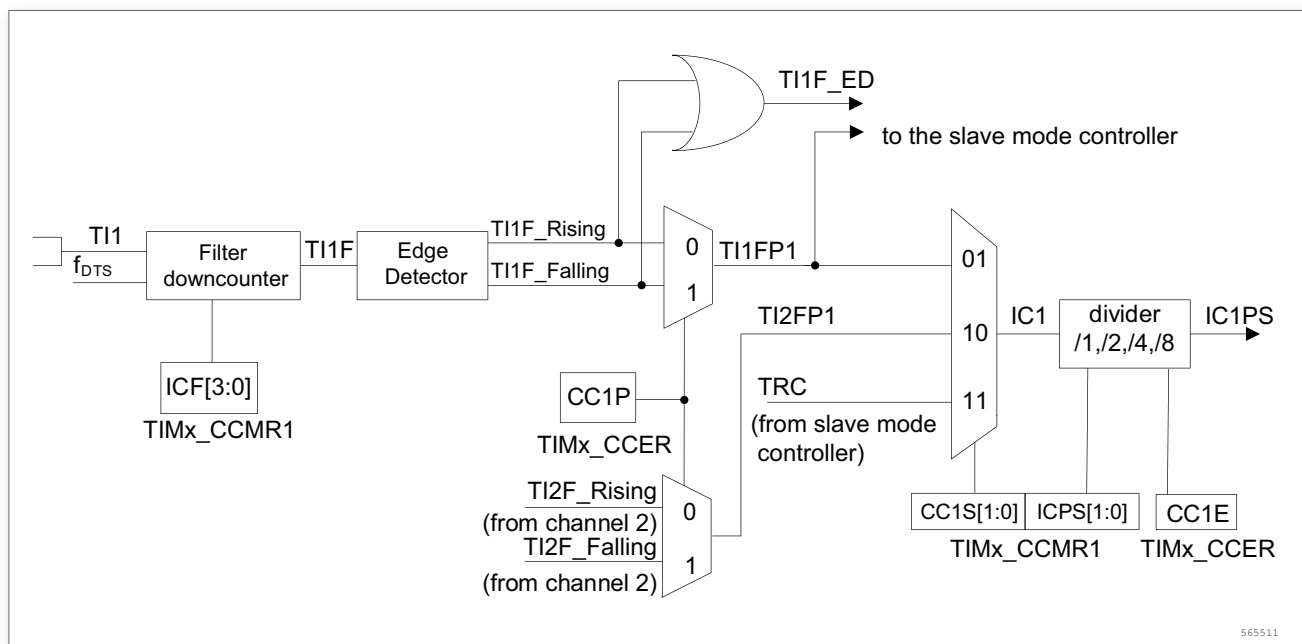 TI1F_ED
to the slave mode controller
TI1
fDTS
Filter
downcounter
TI1F
Edge
Detector
TI1F_Rising
TI1F_Falling
0
1
TI1FP1
01
10
11
TI2FP1
TRC
(from slave mode
controller)
IC1
divider
/1,/2,/4,/8
IC1PS
ICF[3:0]
TIMx_CCMR1
CC1P
TIMx_CCER
TI2F_Rising
(from channel 2)
TI2F_Falling
(from channel 2)
0
1
CC1S[1:0]
ICPS[1:0]
TIMx_CCMR1
CC1E
TIMx_CCER
565511